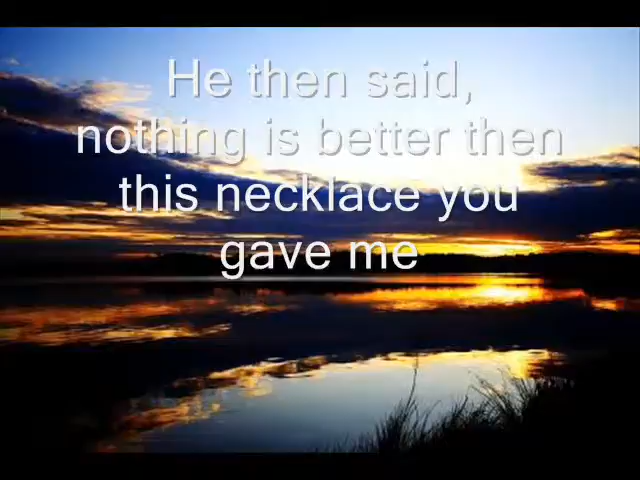 He then said,
nothing is better then
this necklace you
gave me